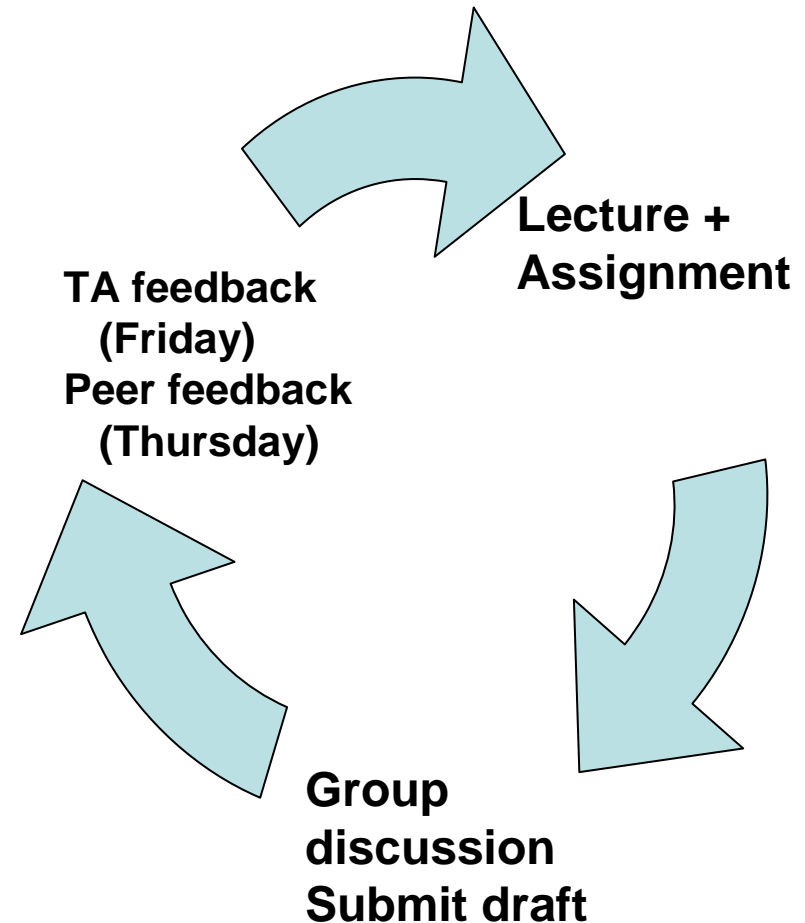 Lecture +
Assignment
TA feedback
(Friday)
Peer feedback
(Thursday)
Group
discussion
Submit draft